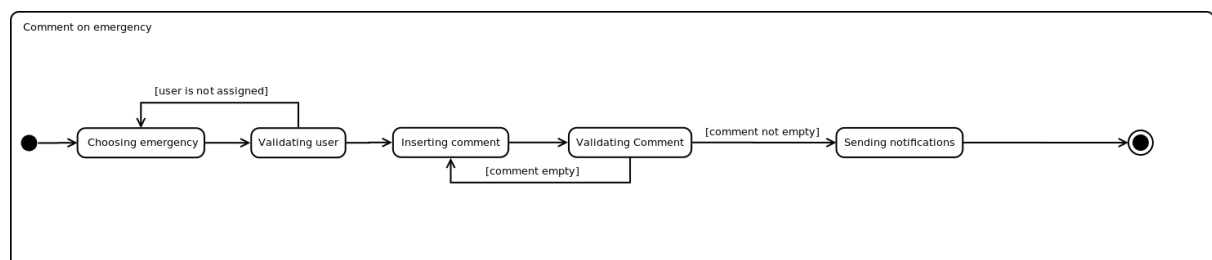 Comment on emergency
[user is not assigned]
[comment not empty]
Choosing emergency
Validating user
Inserting comment
Validating Comment
Sending notifications
[comment empty]